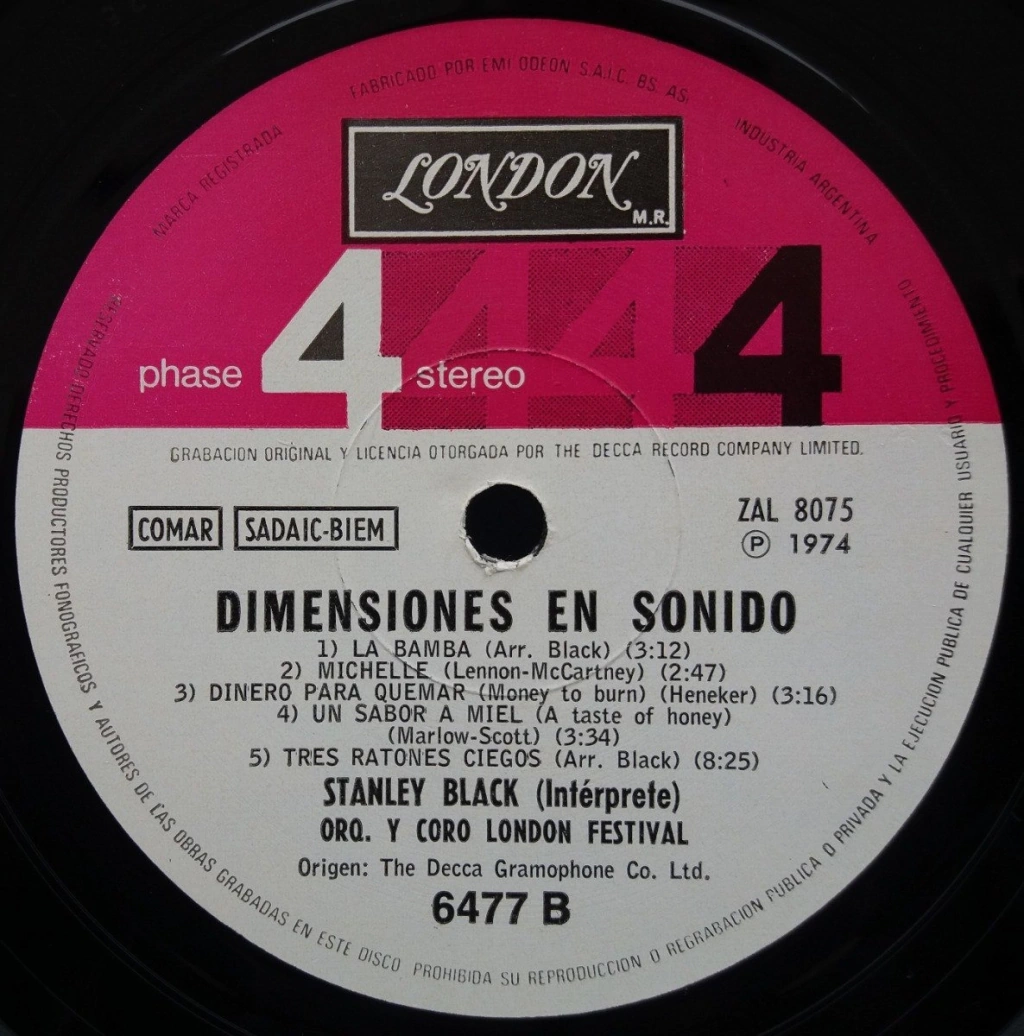 FABRICADO POR EMI ODEON S.A.I.C. BS. AS.
INDUSTRIA ARGENTINA
MARCA REGISTRADA
LONDON
M.R.
4 4 4 4
phase 4 stereo
GRABACION ORIGINAL Y LICENCIA OTORGADA POR THE DECCA RECORD COMPANY LIMITED.
COMAR SADAIC-BIEM
ZAL 8075
Ⓟ 1974
DIMENSIONES EN SONIDO
1) LA BAMBA (Arr. Black) (3:12)
2) MICHELLE (Lennon-McCartney) (2:47)
3) DINERO PARA QUEMAR (Money to burn) (Heneker) (3:16)
4) UN SABOR A MIEL (A taste of honey)
(Marlow-Scott) (3:34)
5) TRES RATONES CIEGOS (Arr. Black) (8:25)
STANLEY BLACK (Intérprete)
ORQ. Y CORO LONDON FESTIVAL
Origen: The Decca Gramophone Co. Ltd.
6477 B
RESERVADO DERECHOS PRODUCTORES FONOGRAFICOS Y AUTORES DE LAS OBRAS GRABADAS EN ESTE DISCO PROHIBIDA SU REPRODUCCION O REGRABACION PUBLICA O PRIVADA Y LA EJECUCION PUBLICA DE CUALQUIER USUARIO Y PROCEDIMIENTO